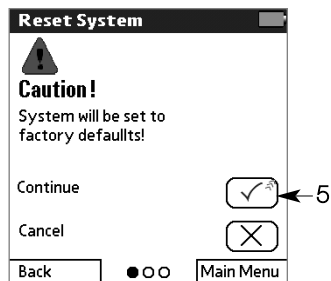 Reset System
Caution!
System will be set to
factory defaullts!
Continue
5
Cancel
Back
Main Menu